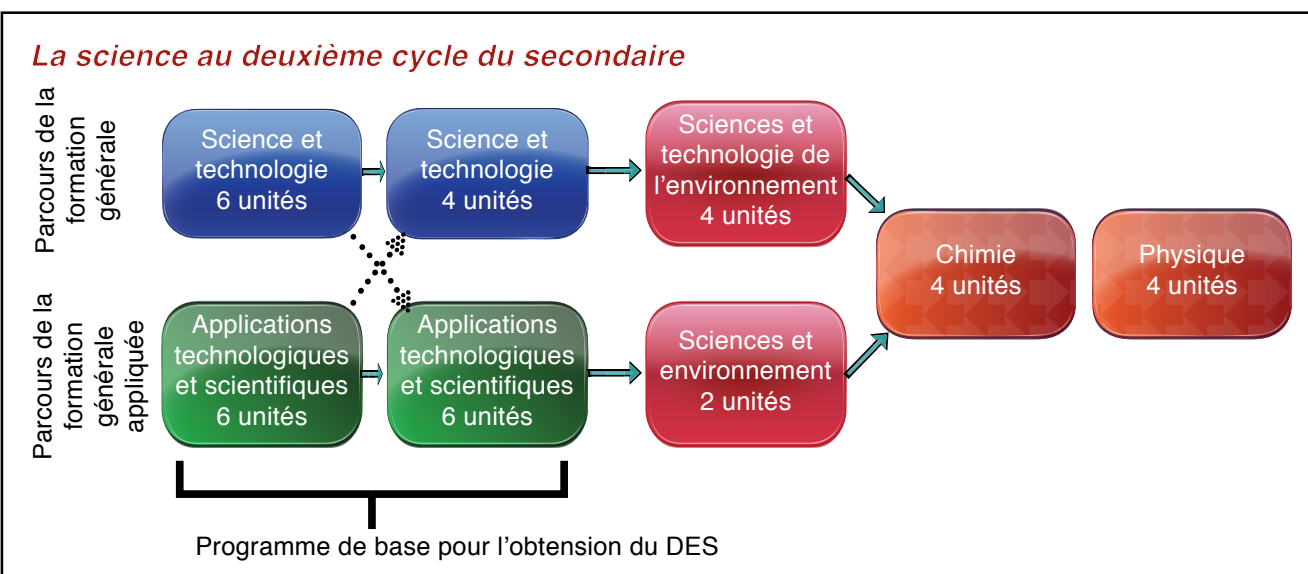 La science au deuxième cycle du secondaire
Parcours de la
formation
générale
Science et
technologie
6 unités
Science et
technologie
4 unités
Sciences et
technologie de
l'environnement
4 unités
Chimie
4 unités
Physique
4 unités
Parcours de la
formation
générale
appliquée
Applications
technologiques
et scientifiques
6 unités
Applications
technologiques
et scientifiques
6 unités
Sciences et
environnement
2 unités
Programme de base pour l'obtension du DES